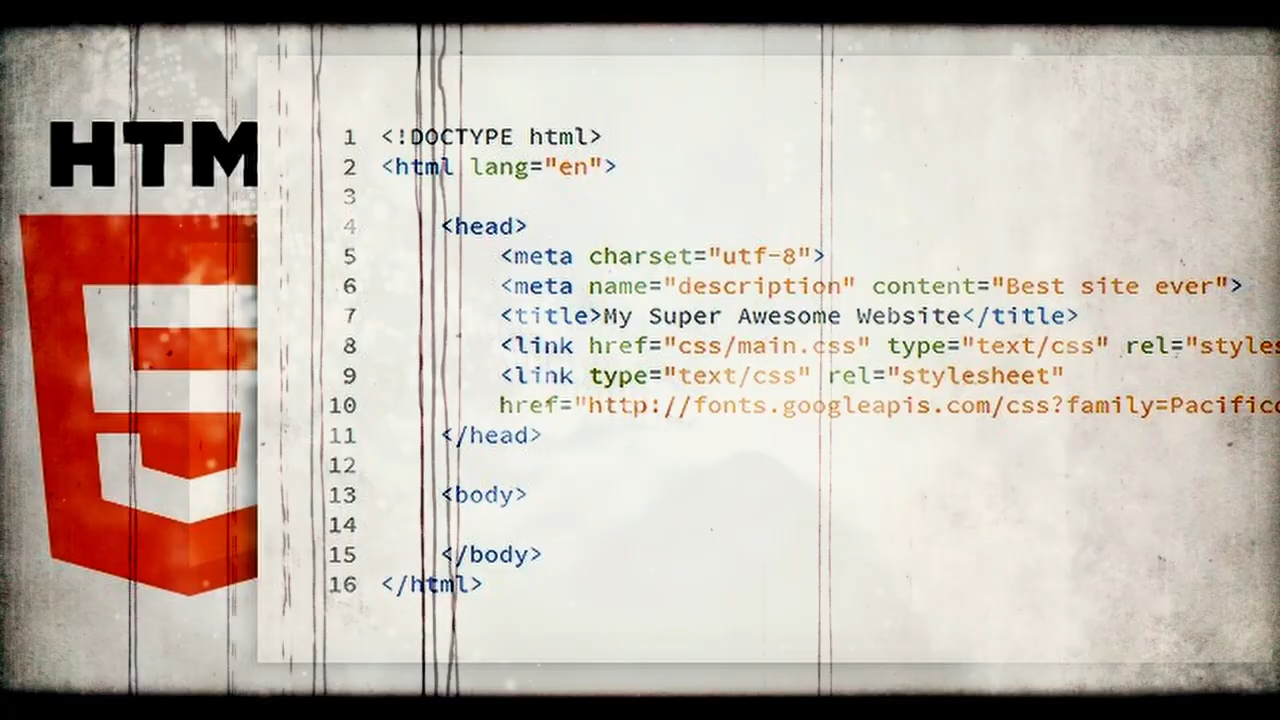 HTM
1 <!DOCTYPE html>
2 <html lang="en">
3
4 <head>
5 <meta charset="utf-8">
6 <meta name="description" content="Best site ever">
7 <title>My Super Awesome Website</title>
8 <link href="css/main.css" type="text/css" rel="styles
9 <link type="text/css" rel="stylesheet"
10 href="http://fonts.googleapis.com/css?family=Pacific
11 </head>
12
13 <body>
14
15 </body>
16 </html>